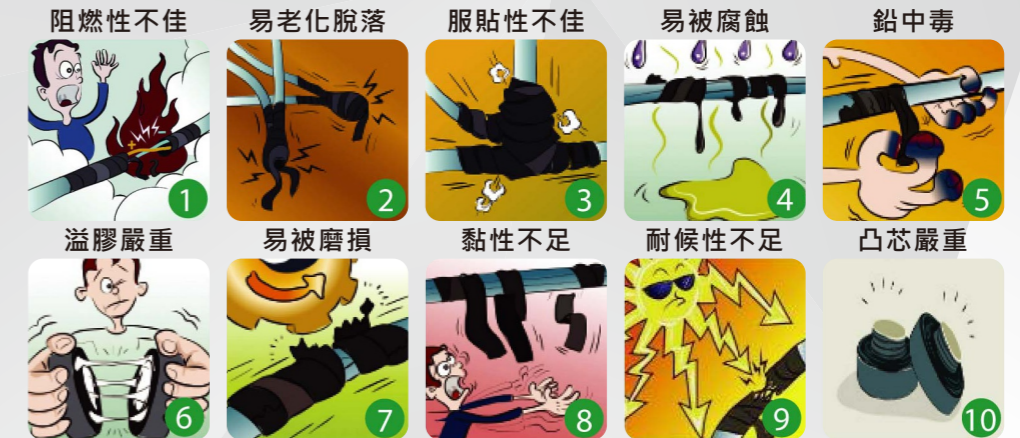 阻燃性不佳
易老化脫落
服貼性不佳
易被腐蝕
鉛中毒
1
2
3
4
5
溢膠嚴重
易被磨損
黏性不足
耐候性不足
凸芯嚴重
6
7
8
9
10